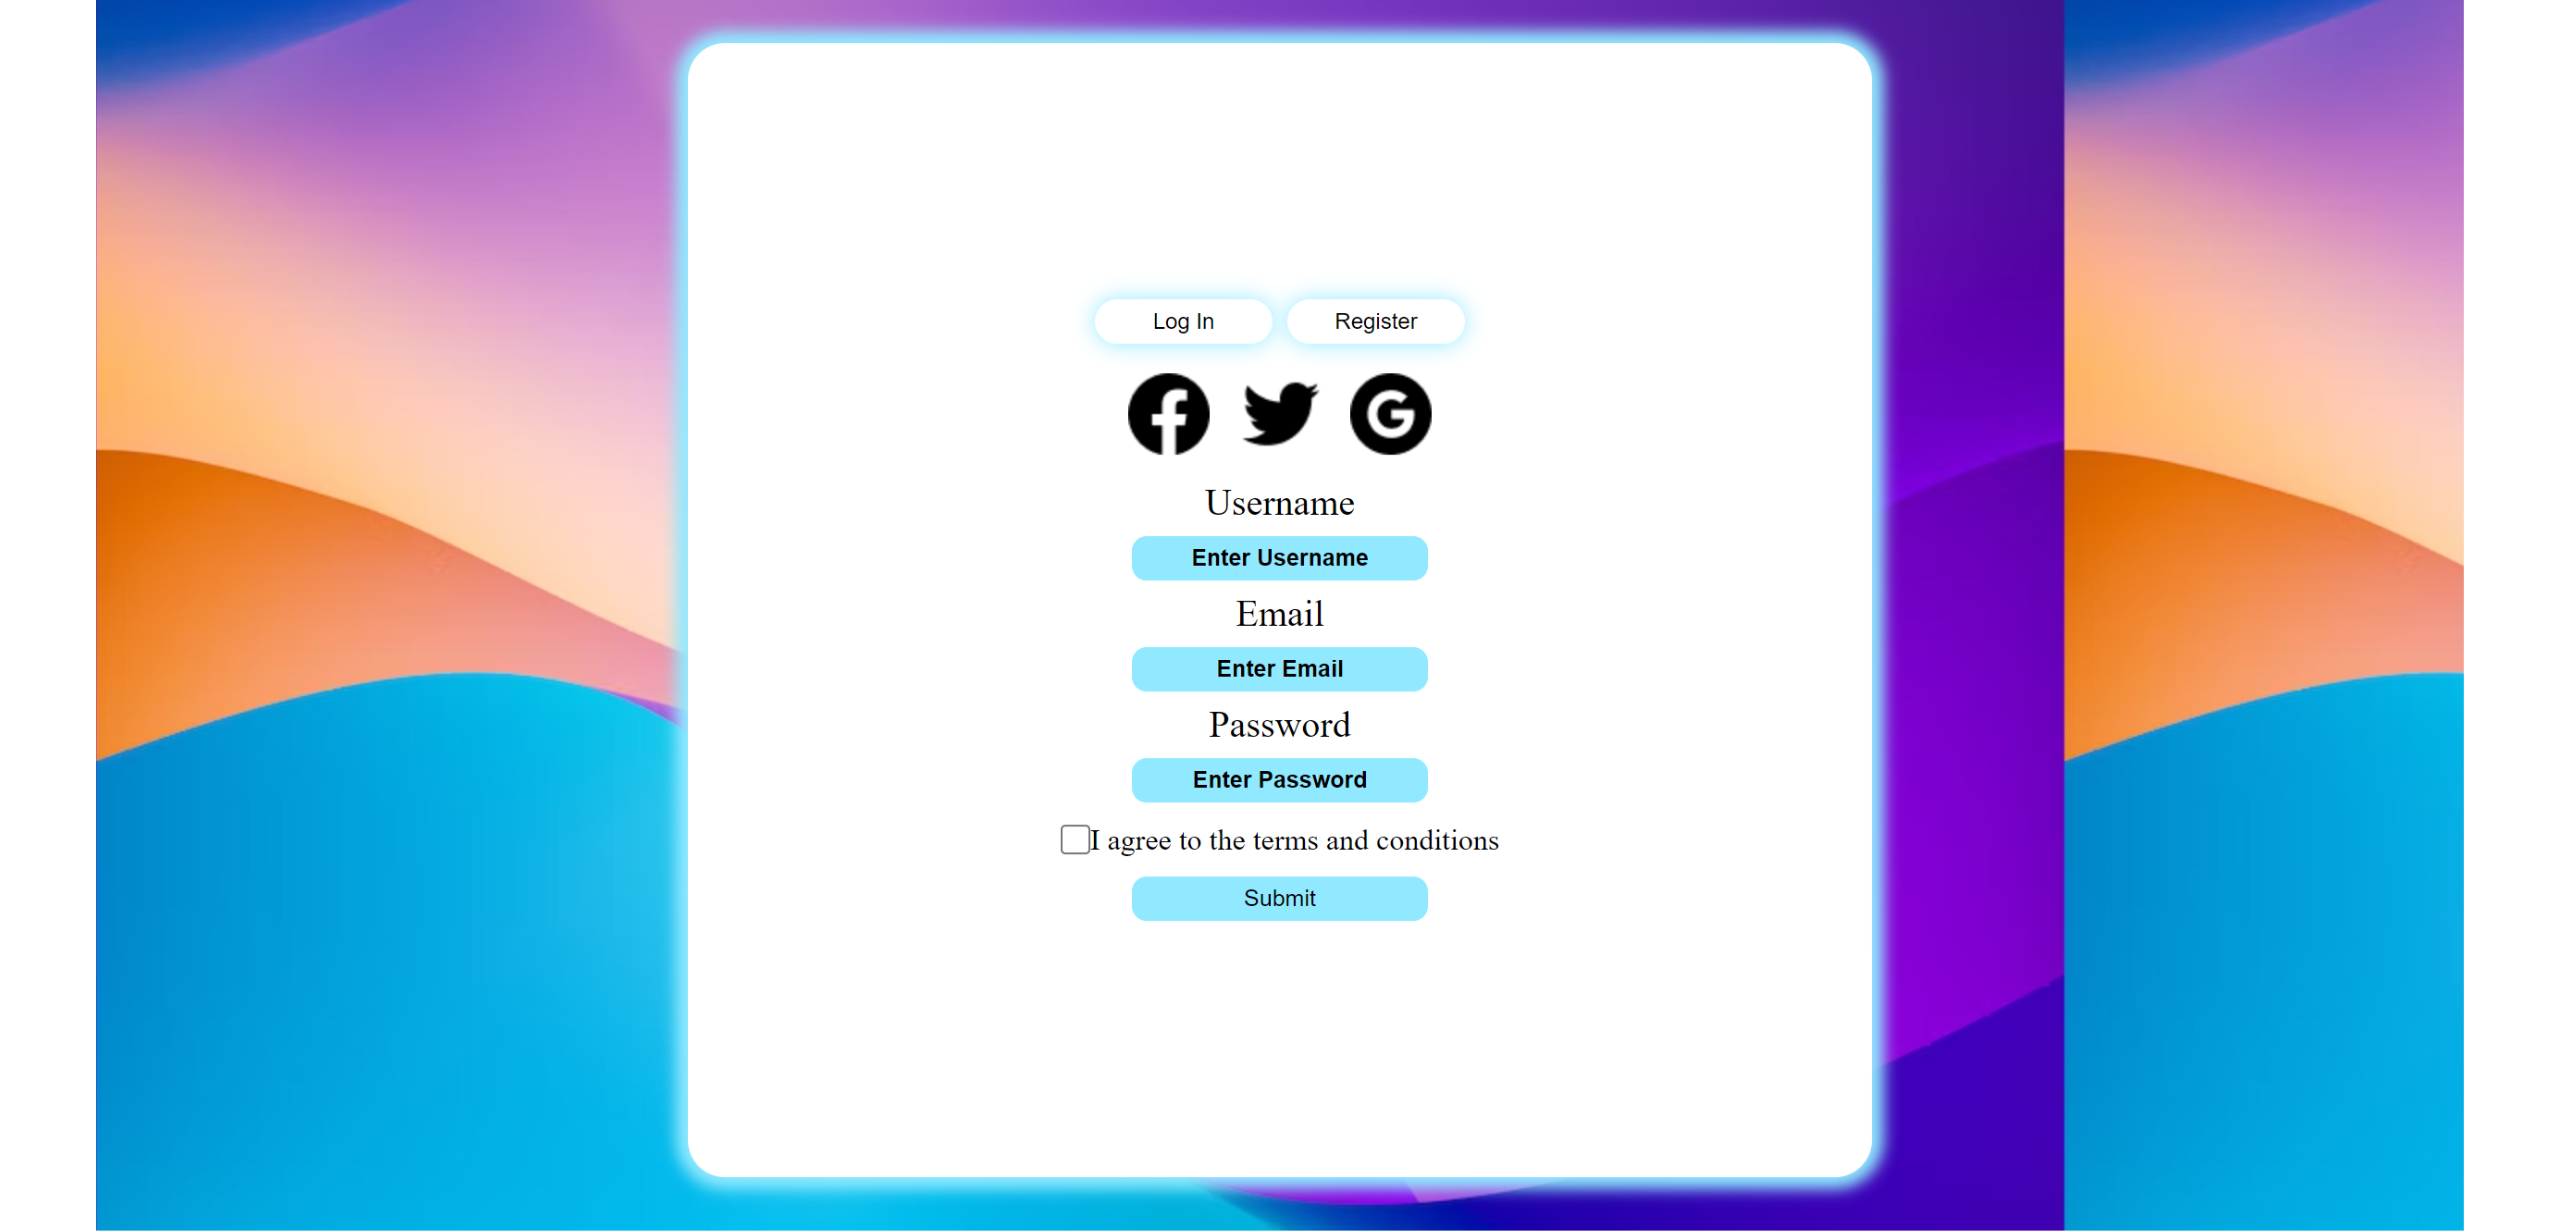 Log In Register
Username
Enter Username
Email
Enter Email
Password
Enter Password
I agree to the terms and conditions
Submit